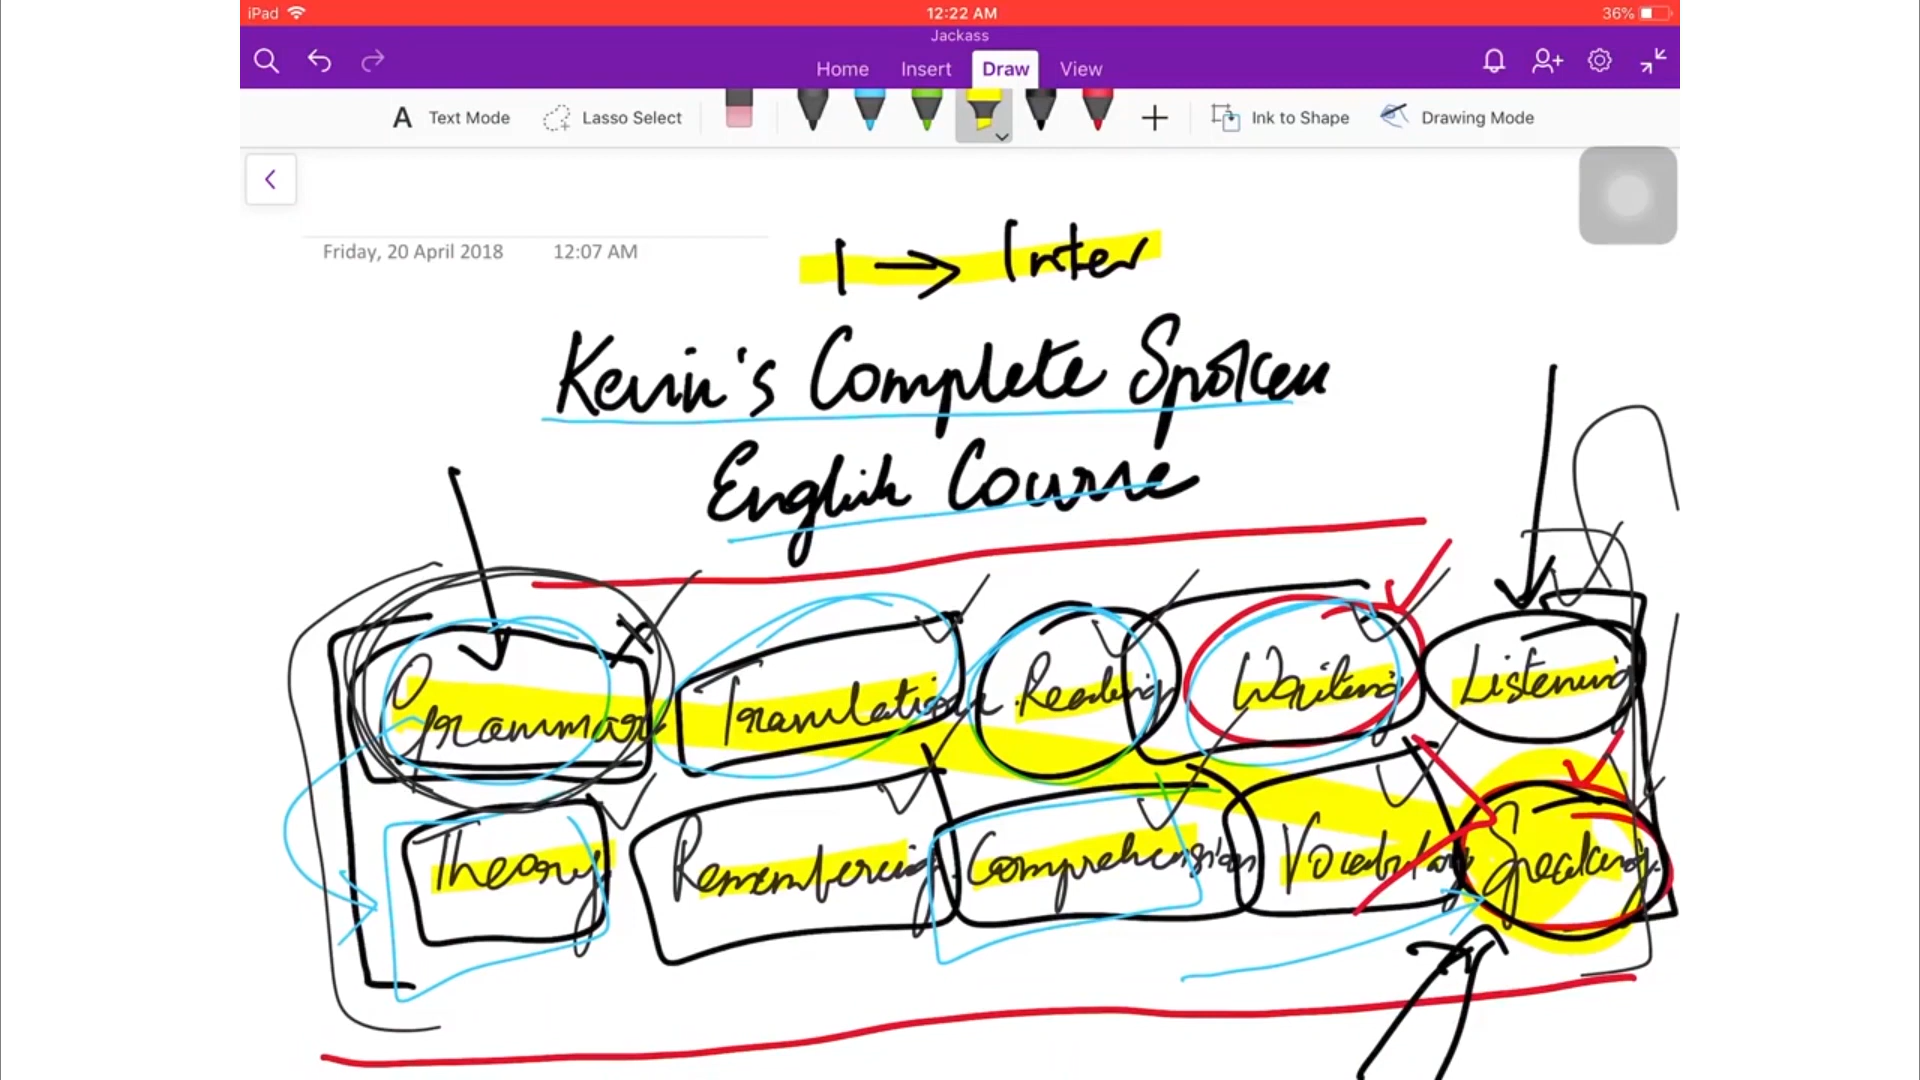 iPad 12:22 AM 36%
Jackass
Home Insert Draw View
A Text Mode Lasso Select Ink to Shape Drawing Mode
Friday, 20 April 2018 12:07 AM
1 → Inter
Kevin's Complete Spoken
English Course
Grammar Translation Reading Writing Listening
Theory Remembering Comprehension Vocabulary Speaking